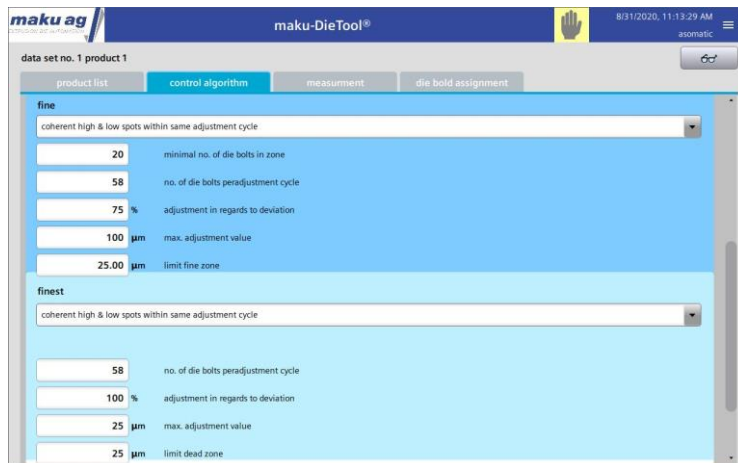 maku ag
EXTRUSION DIE AUTOMATION
maku-DieTool®
8/31/2020, 11:13:29 AM
asomatic
data set no. 1 product 1
product list control algorithm measurment die bold assignment
fine
coherent high & low spots within same adjustment cycle
20 minimal no. of die bolts in zone
58 no. of die bolts peradjustment cycle
75 % adjustment in regards to deviation
100 µm max. adjustment value
25.00 µm limit fine zone
finest
coherent high & low spots within same adjustment cycle
58 no. of die bolts peradjustment cycle
100 % adjustment in regards to deviation
25 µm max. adjustment value
25 µm limit dead zone